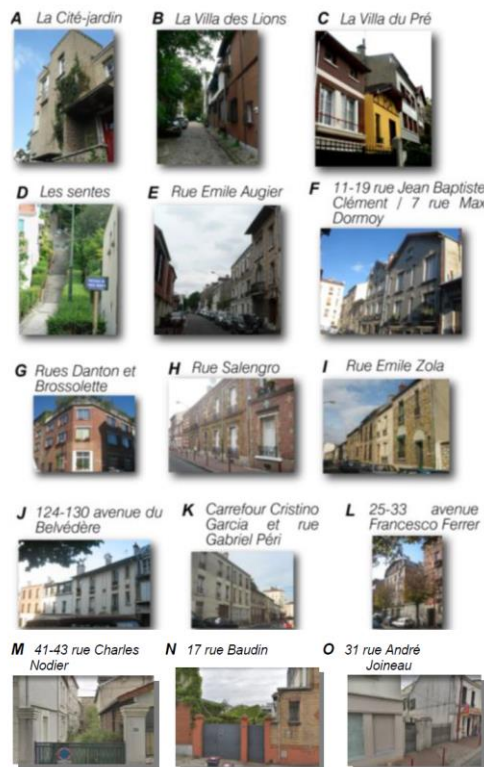 A La Cité-jardin
B La Villa des Lions
C La Villa du Pré
D Les sentes
E Rue Emile Augier
F 11-19 rue Jean Baptiste
Clément / 7 rue Max
Dormoy
G Rues Danton et
Brossolette
H Rue Salengro
I Rue Emile Zola
J 124-130 avenue du
Belvédère
K Carrefour Cristino
Garcia et rue
Gabriel Péri
L 25-33 avenue
Francesco Ferrer
M 41-43 rue Charles
Nodier
N 17 rue Baudin
O 31 rue André
Joineau